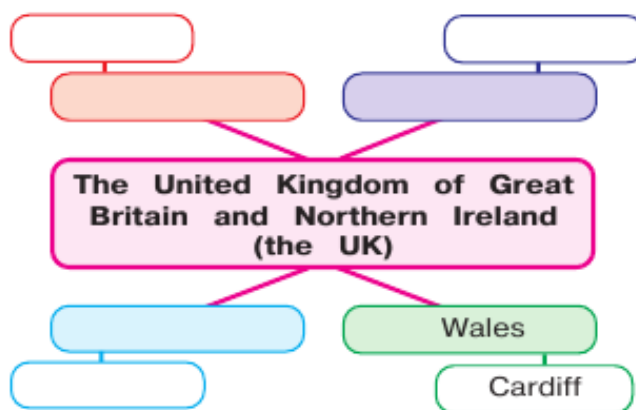 The United Kingdom of Great
Britain and Northern Ireland
(the UK)
Wales
Cardiff